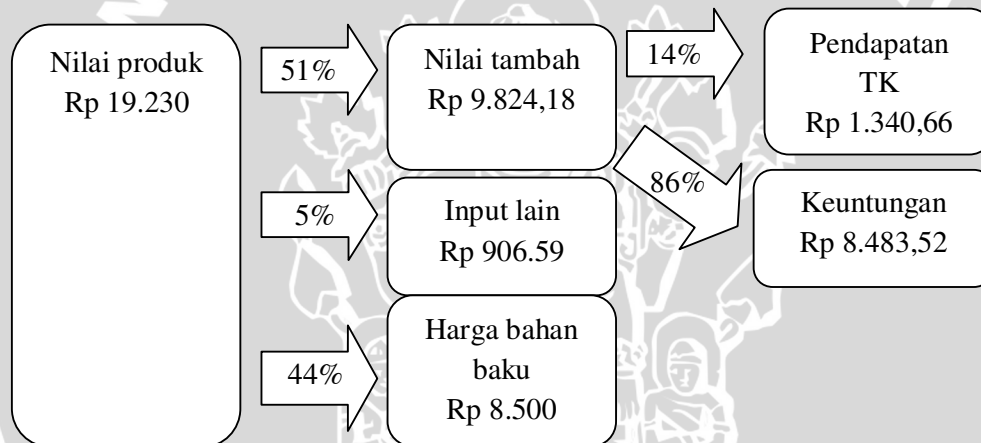 Nilai produk
Rp 19.230
51%
Nilai tambah
Rp 9.824,18
14%
Pendapatan
TK
Rp 1.340,66
86%
Keuntungan
Rp 8.483,52
5%
Input lain
Rp 906.59
44%
Harga bahan
baku
Rp 8.500